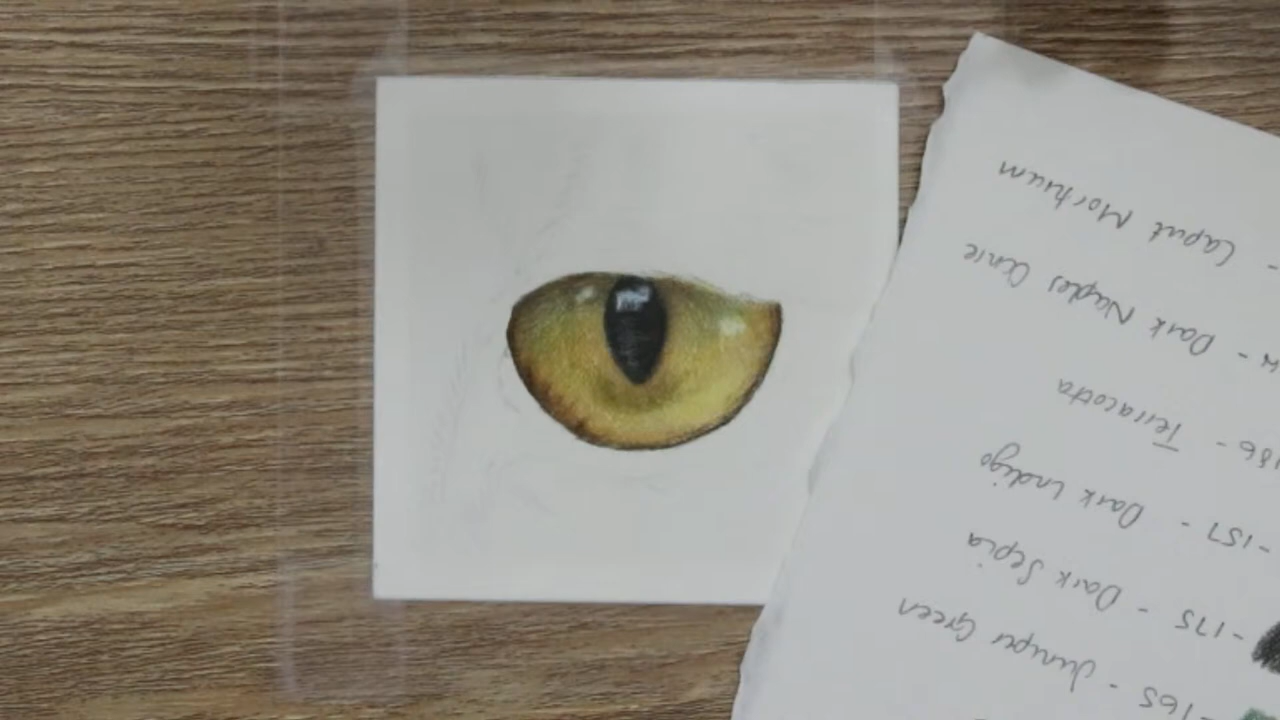 - 165 - Juniper Green
- 175 - Dark Sepia
- 157 - Dark Indigo
186 - Terracotta
- Dark Naples Ochre
- Caput Mortuum